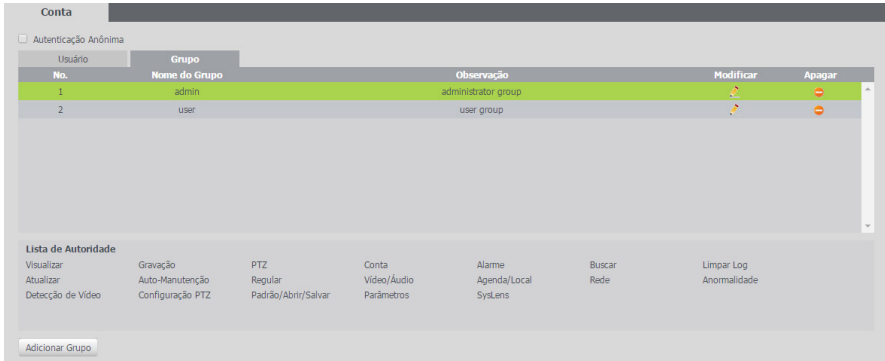 Conta
Autenticação Anônima
Usuário Grupo
No. Nome do Grupo Observação Modificar Apagar
1 admin administrator group
2 user user group
Lista de Autoridade
Visualizar Gravação PTZ Conta Alarme Buscar Limpar Log
Atualizar Auto-Manutenção Regular Vídeo/Áudio Agenda/Local Rede Anormalidade
Detecção de Vídeo Configuração PTZ Padrão/Abrir/Salvar Parâmetros SysLens
Adicionar Grupo